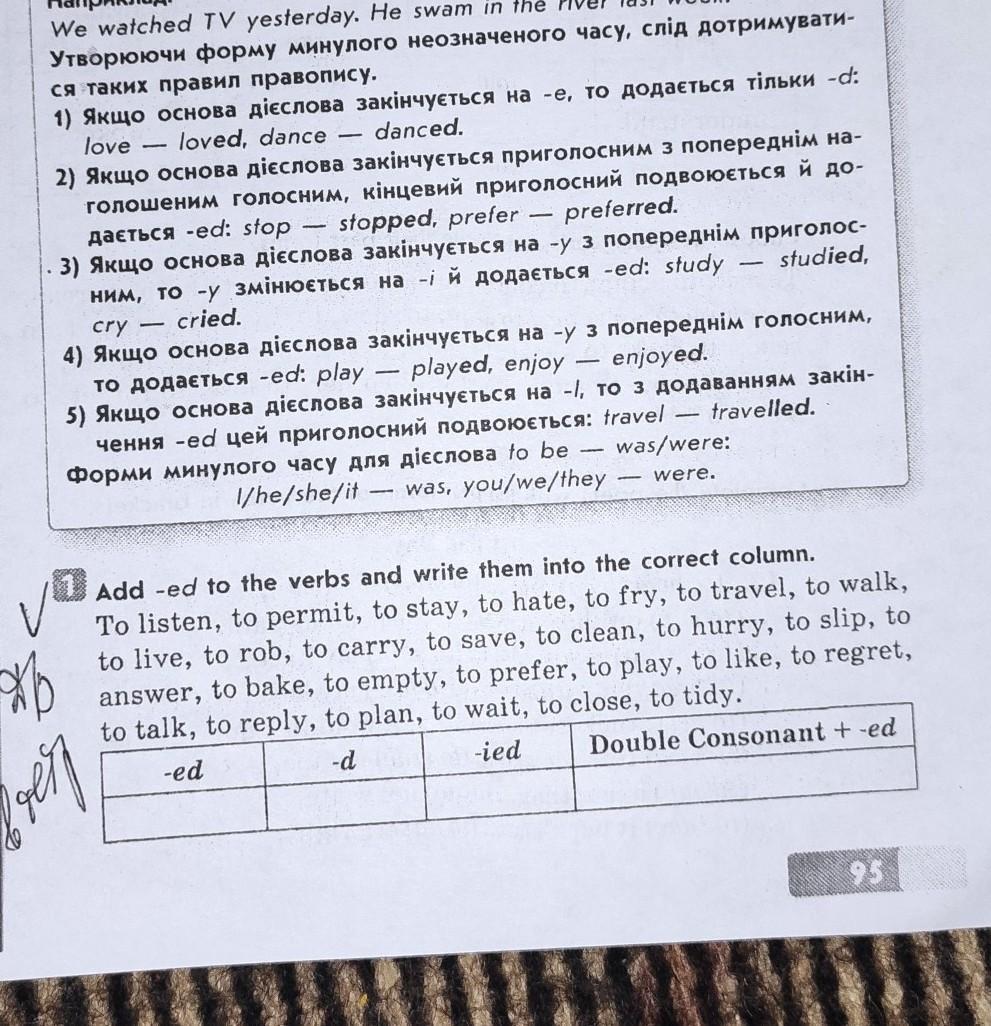 We watched TV yesterday. He swam in the river last week.
Утворюючи форму минулого неозначеного часу, слід дотримувати-
ся таких правил правопису.
1) Якщо основа дієслова закінчується на -e, то додається тільки -d:
love — loved, dance — danced.
2) Якщо основа дієслова закінчується приголосним з попереднім на-
голошеним голосним, кінцевий приголосний подвоюється й до-
дається -ed: stop — stopped, prefer — preferred.
3) Якщо основа дієслова закінчується на -y з попереднім приголос-
ним, то -y змінюється на -i й додається -ed: study — studied,
cry — cried.
4) Якщо основа дієслова закінчується на -y з попереднім голосним,
то додається -ed: play — played, enjoy — enjoyed.
5) Якщо основа дієслова закінчується на -l, то з додаванням закін-
чення -ed цей приголосний подвоюється: travel — travelled.
Форми минулого часу для дієслова to be — was/were:
I/he/she/it — was, you/we/they — were.
1 Add -ed to the verbs and write them into the correct column.
To listen, to permit, to stay, to hate, to fry, to travel, to walk,
to live, to rob, to carry, to save, to clean, to hurry, to slip, to
answer, to bake, to empty, to prefer, to play, to like, to regret,
to talk, to reply, to plan, to wait, to close, to tidy.
-ed -d -ied Double Consonant + -ed
95